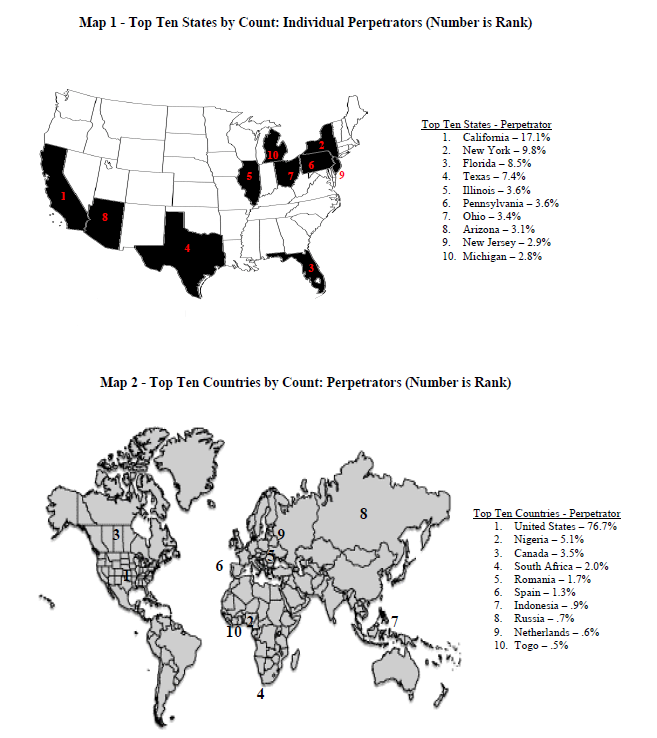 Map 1 - Top Ten States by Count: Individual Perpetrators (Number is Rank)
Top Ten States - Perpetrator
1. California – 17.1%
2. New York – 9.8%
3. Florida – 8.5%
4. Texas – 7.4%
5. Illinois – 3.6%
6. Pennsylvania – 3.6%
7. Ohio – 3.4%
8. Arizona – 3.1%
9. New Jersey – 2.9%
10. Michigan – 2.8%
2
10
5
7
6
9
1
8
4
3
Map 2 - Top Ten Countries by Count: Perpetrators (Number is Rank)
Top Ten Countries - Perpetrator
1. United States – 76.7%
2. Nigeria – 5.1%
3. Canada – 3.5%
4. South Africa – 2.0%
5. Romania – 1.7%
6. Spain – 1.3%
7. Indonesia – .9%
8. Russia – .7%
9. Netherlands – .6%
10. Togo – .5%
8
3
9
5
6
1
2
7
10
4